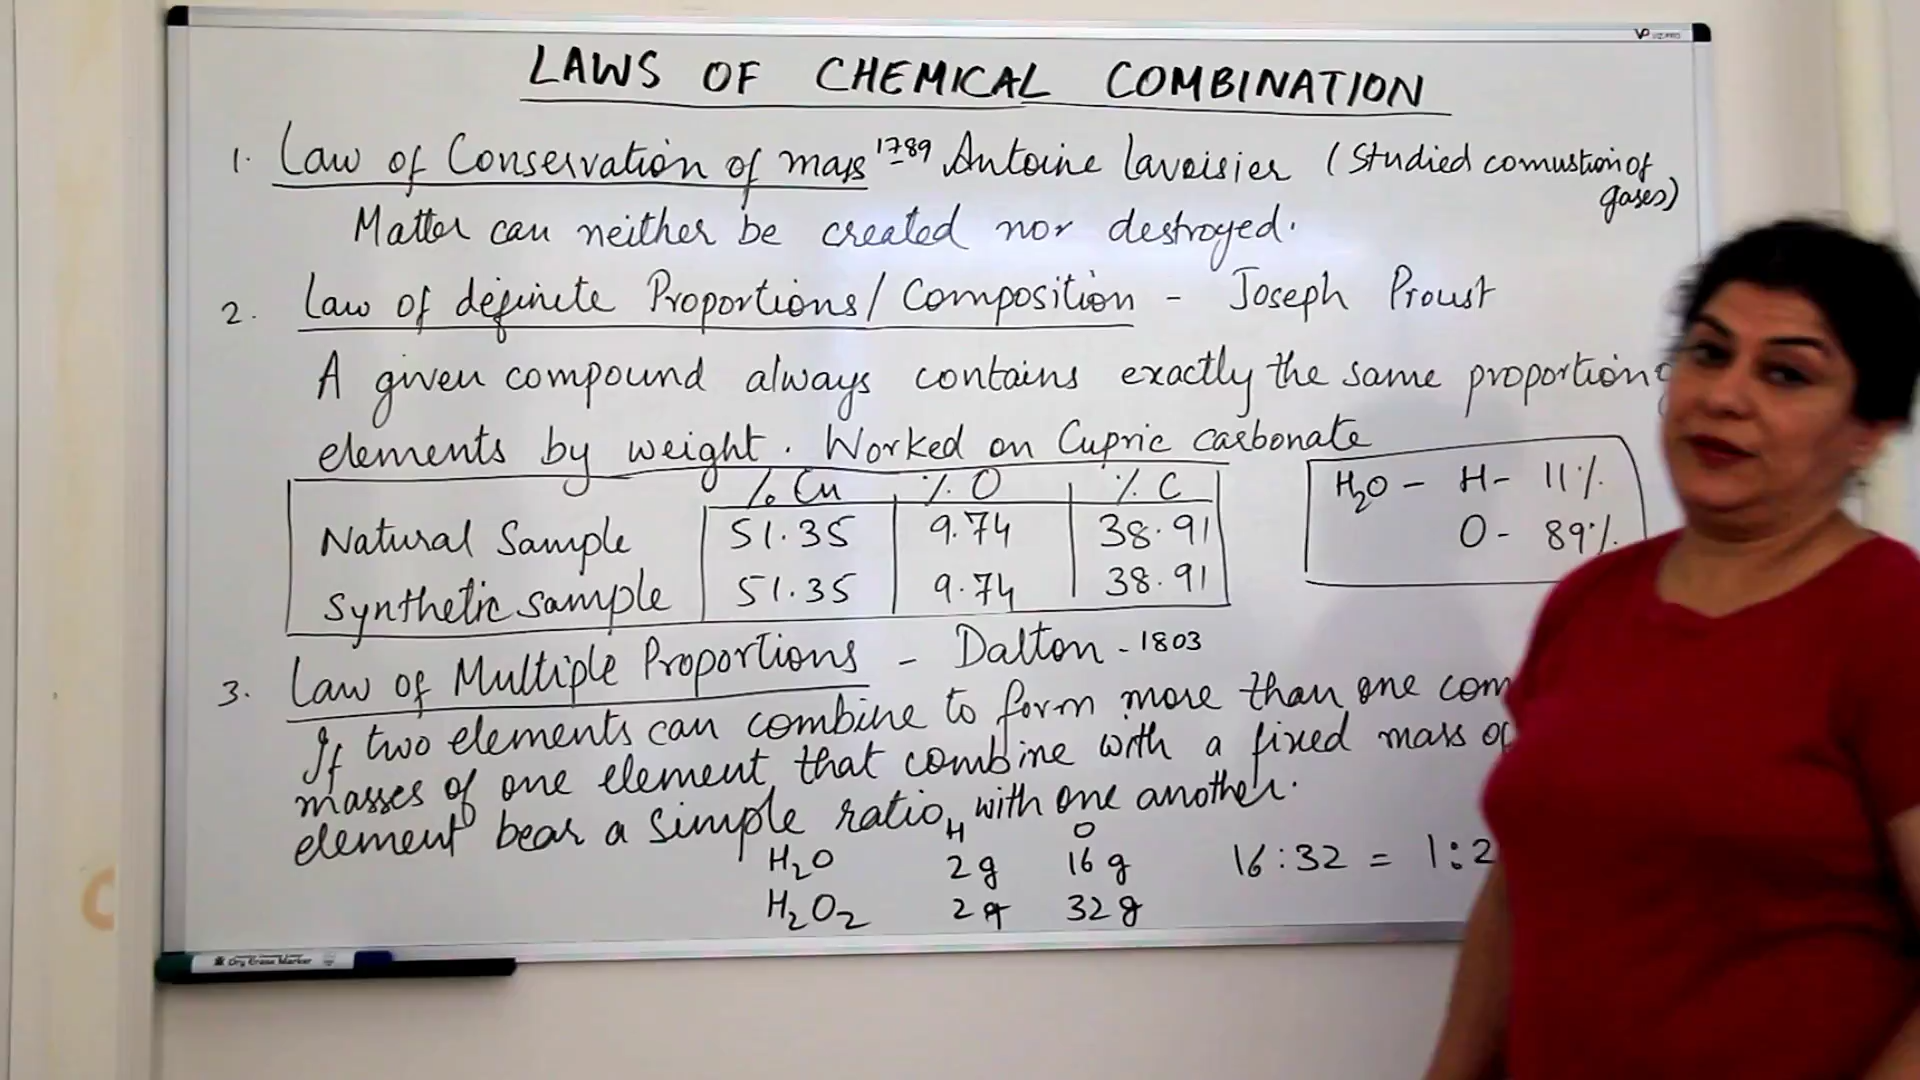 LAWS OF CHEMICAL COMBINATION
1. Law of Conservation of mass 1789 Antoine Lavoisier (Studied comustion of
gases)
Matter can neither be created nor destroyed.
2. Law of definite Proportions/Composition - Joseph Proust
A given compound always contains exactly the same proportion
elements by weight. Worked on Cupric carbonate
% Cu % O % C
Natural Sample 51.35 9.74 38.91
Synthetic sample 51.35 9.74 38.91
H2O - H- 11%
O- 89%
3. Law of Multiple Proportions - Dalton - 1803
If two elements can combine to form more than one com
masses of one element that combine with a fixed mass of
element bear a simple ratio with one another.
H O
H2O 2g 16g 16:32 = 1:2
H2O2 2g 32g
Dry Erase Marker